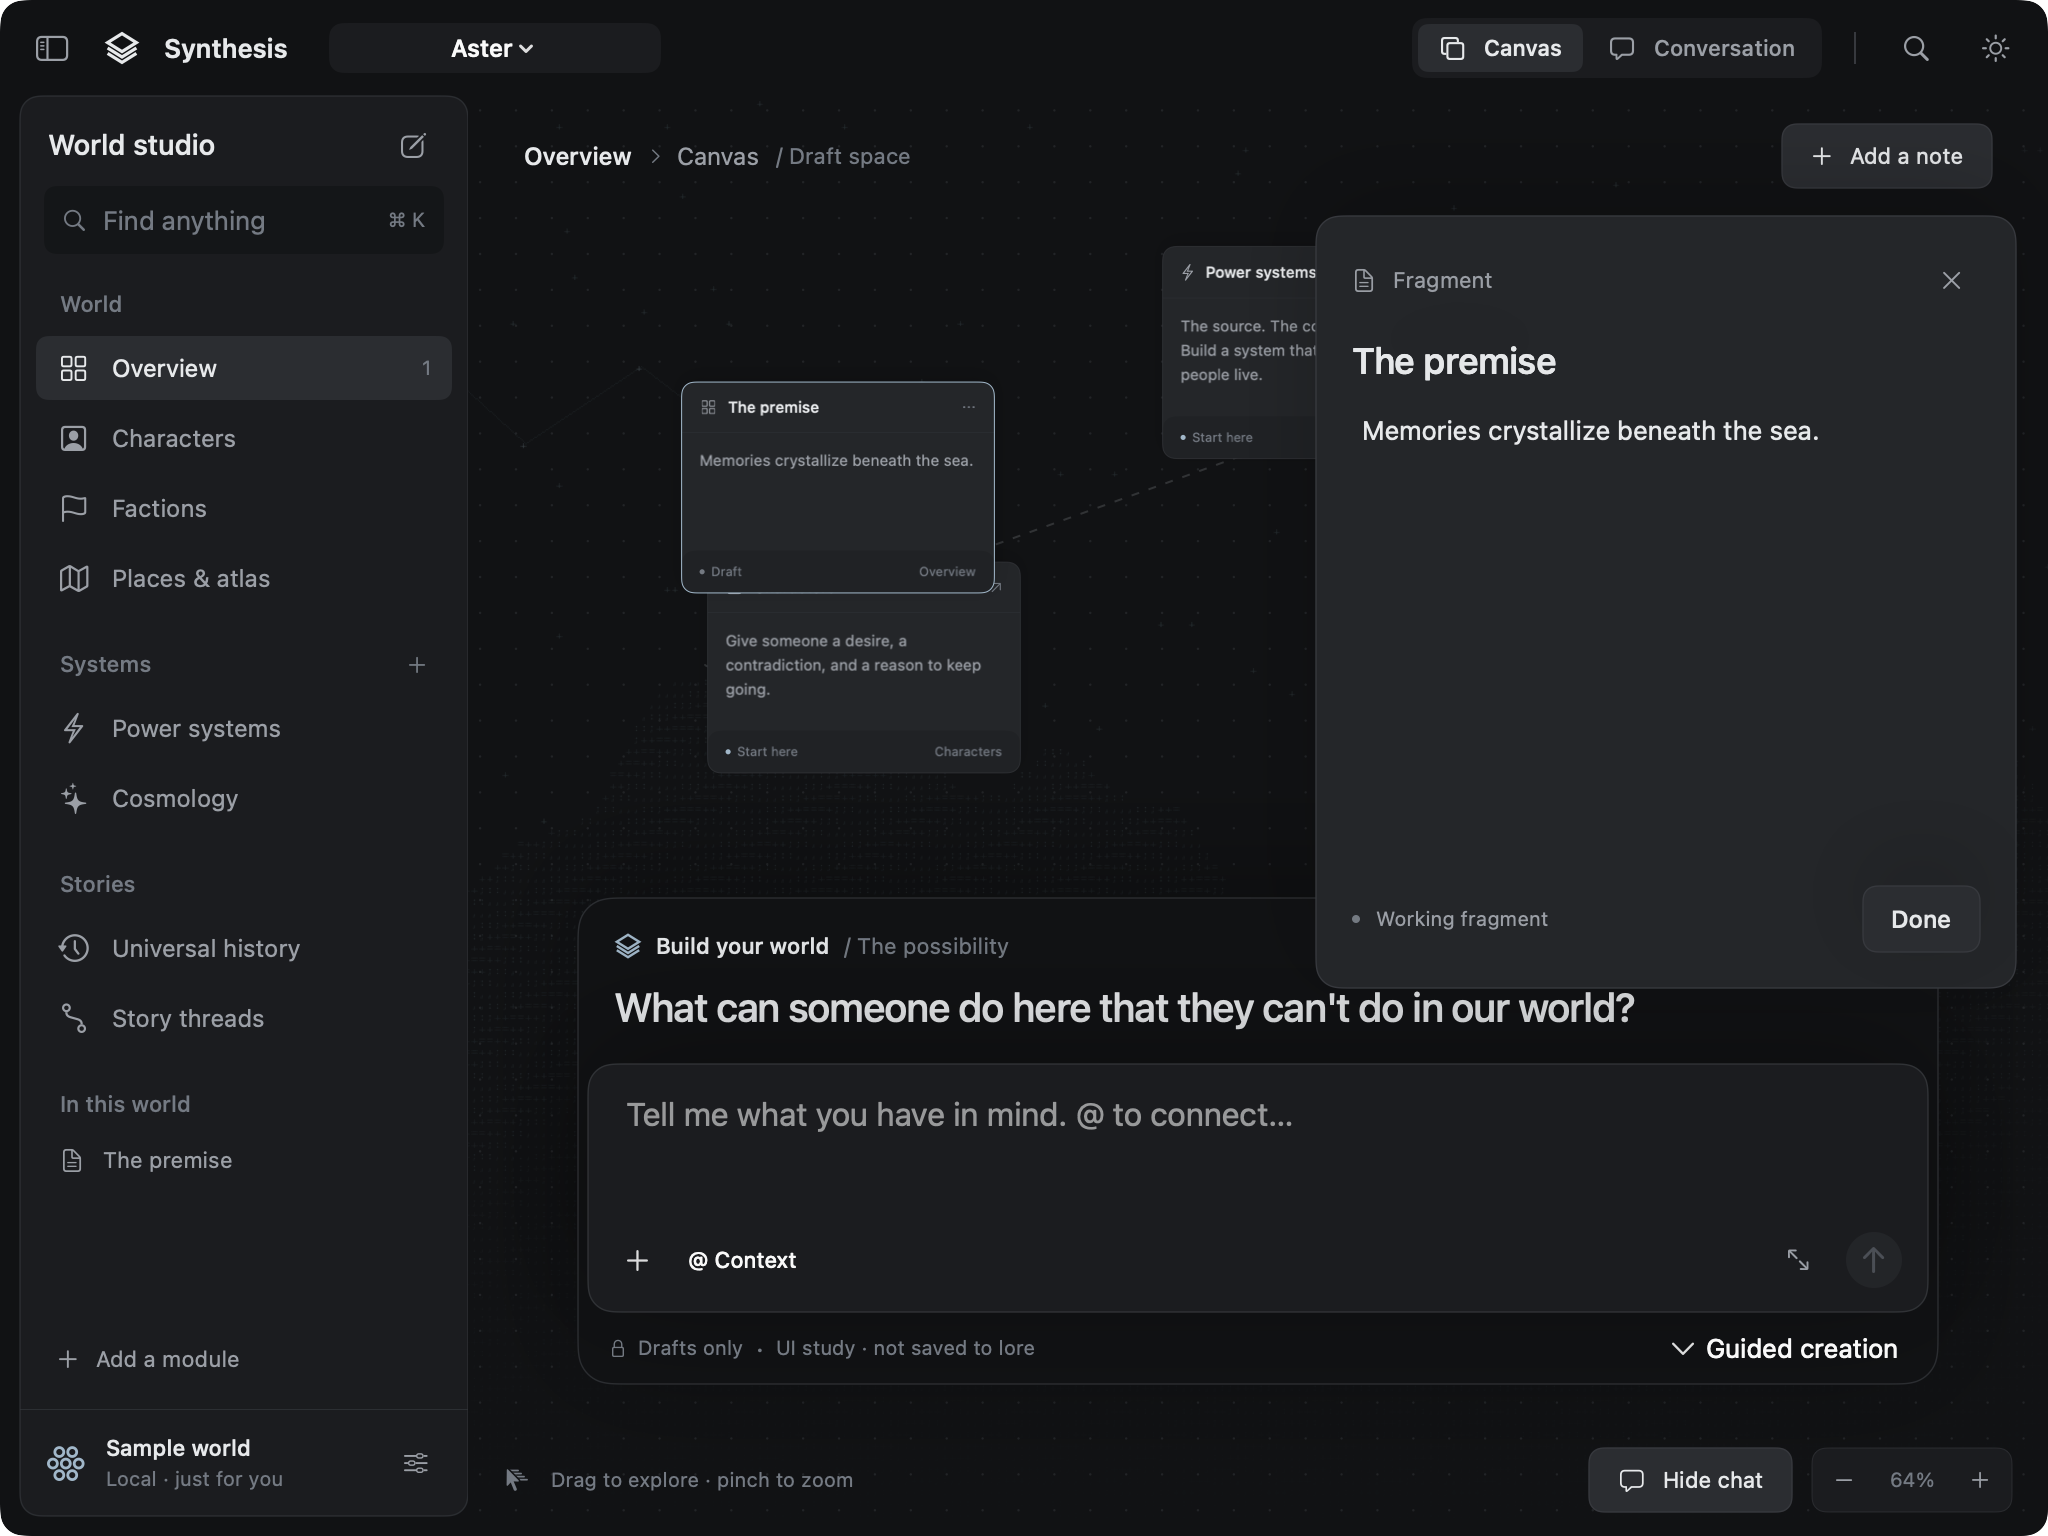 Synthesis
Aster
Canvas
Conversation
World studio
Find anything
⌘ K
World
Overview
1
Characters
Factions
Places & atlas
Systems
Power systems
Cosmology
Stories
Universal history
Story threads
In this world
The premise
Add a module
Sample world
Local · just for you
Overview > Canvas / Draft space
Add a note
The premise
Memories crystallize beneath the sea.
Draft
Overview
Give someone a desire, a
contradiction, and a reason to keep
going.
Start here
Characters
Power systems
The source. The
Build a system that
people live.
Start here
Fragment
The premise
Memories crystallize beneath the sea.
Working fragment
Done
Build your world / The possibility
What can someone do here that they can't do in our world?
Tell me what you have in mind. @ to connect...
@ Context
Drafts only · UI study · not saved to lore
Guided creation
Drag to explore · pinch to zoom
Hide chat
64%